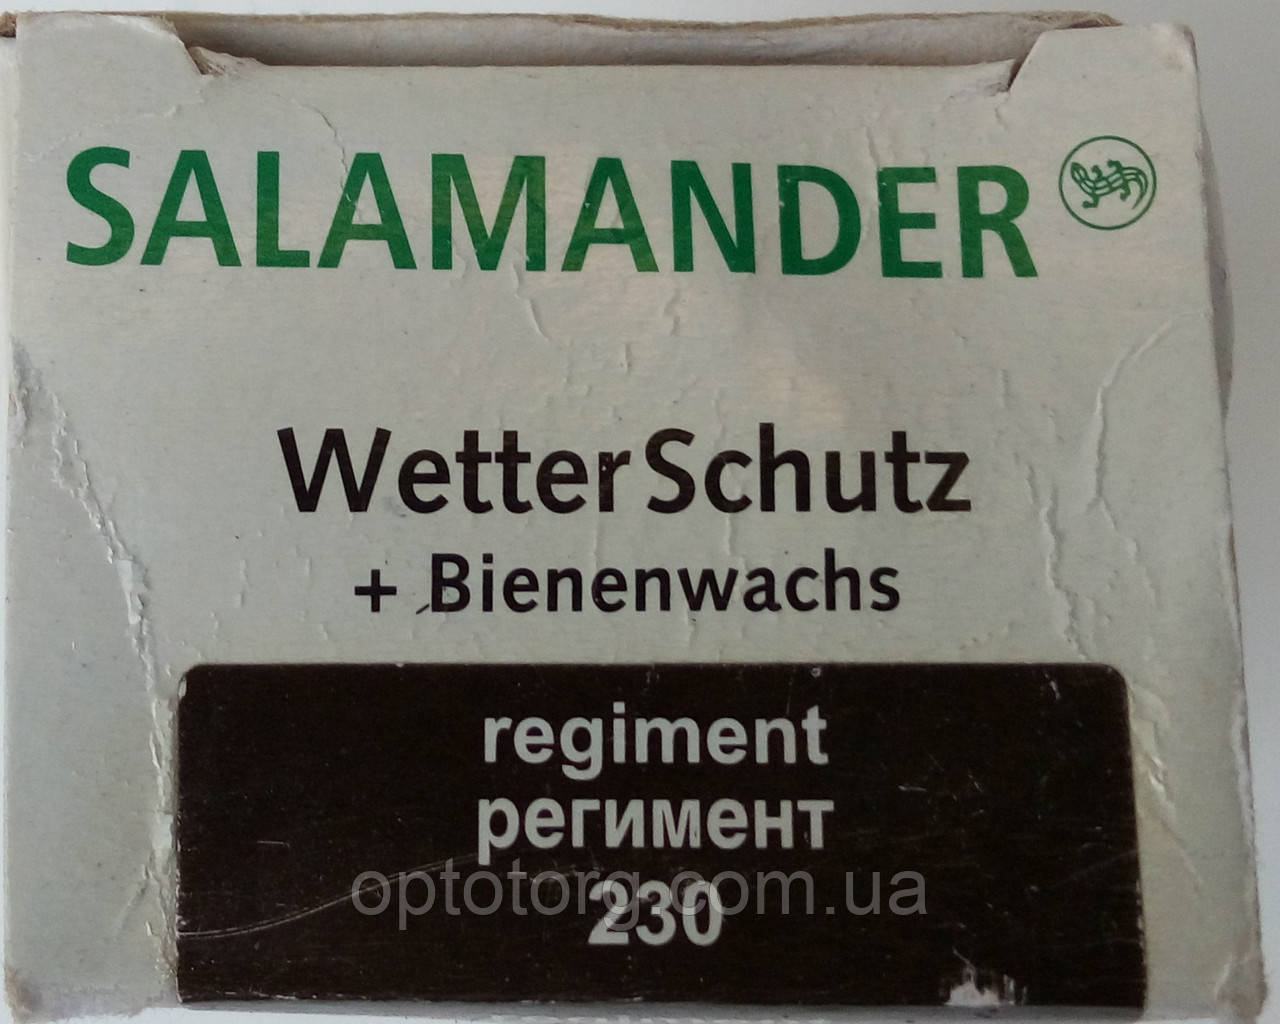 SALAMANDER
WetterSchutz
+ Bienenwachs
regiment
регимент
230
optotorg.com.ua